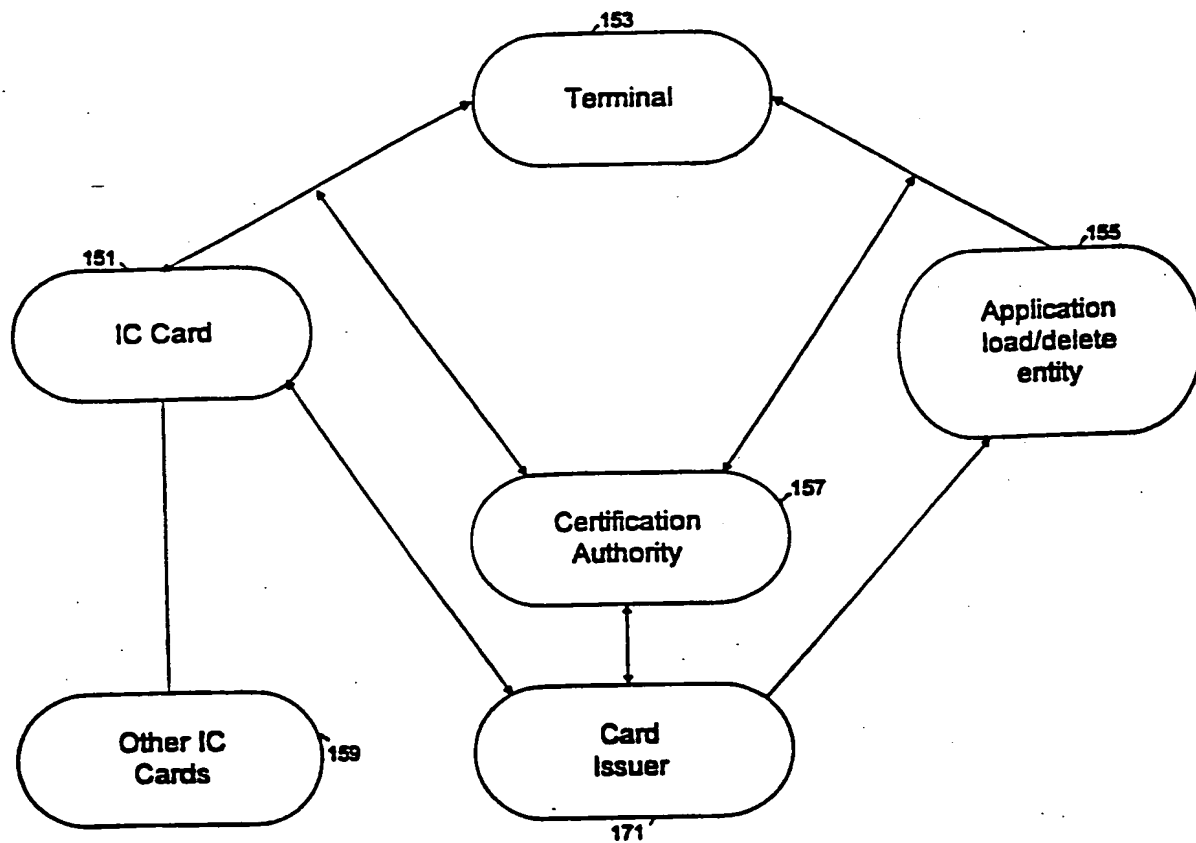 153
Terminal
151
IC Card
155
Application
load/delete
entity
157
Certification
Authority
Other IC
Cards
159
Card
Issuer
171